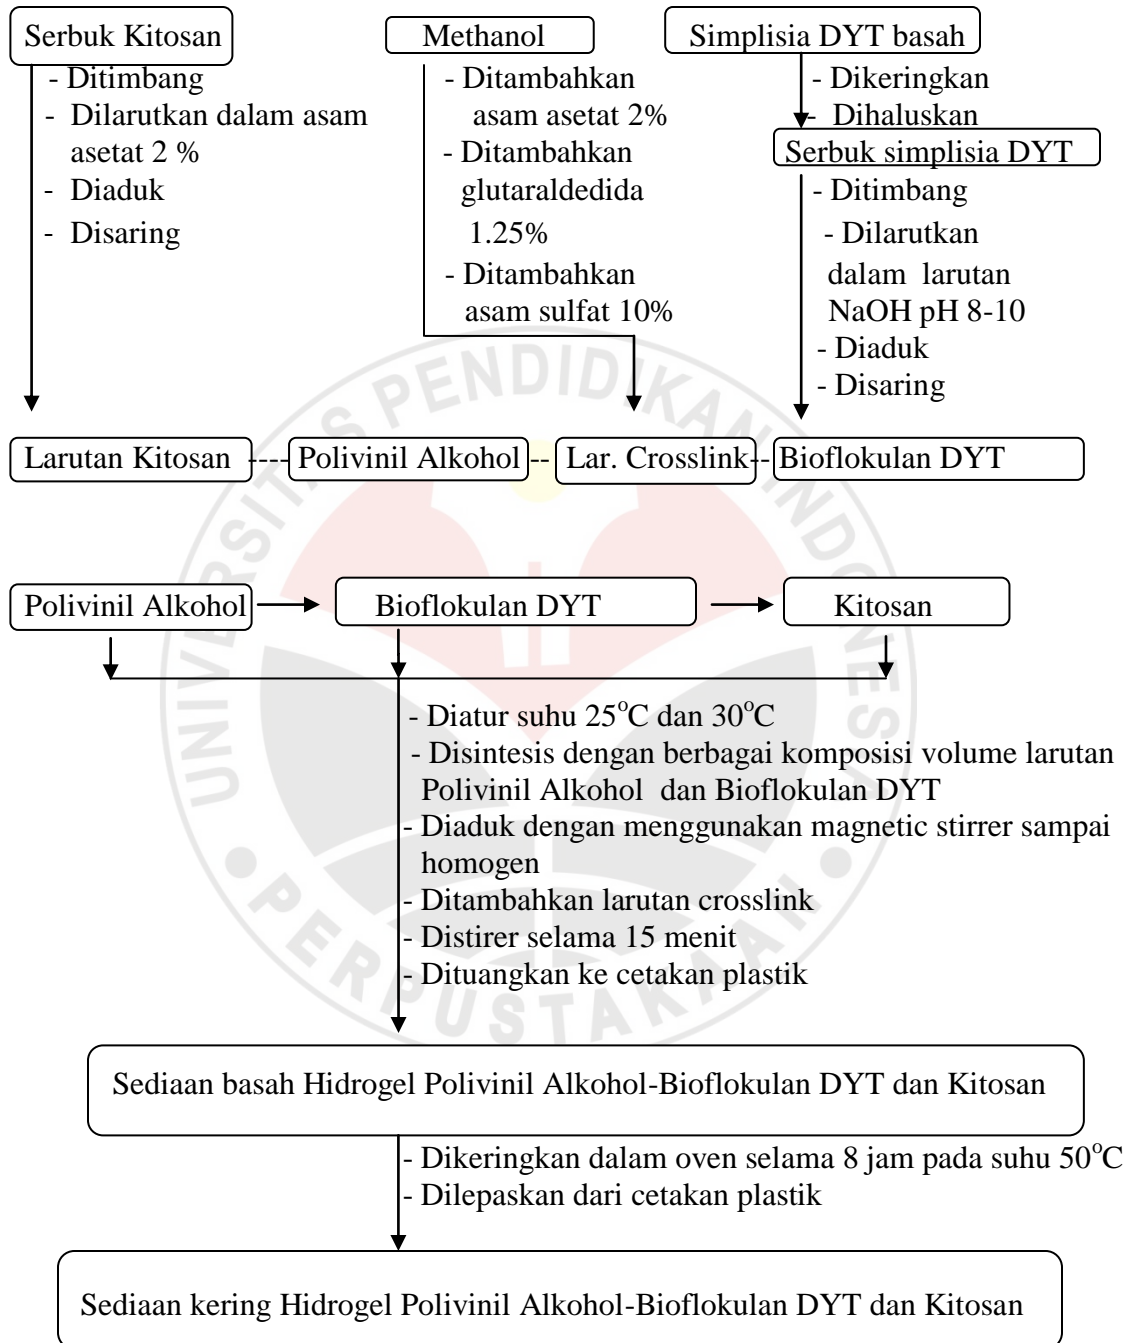 Serbuk Kitosan
- Ditimbang
- Dilarutkan dalam asam
asetat 2 %
- Diaduk
- Disaring
Methanol
- Ditambahkan
asam asetat 2%
- Ditambahkan
glutaraldedida
1.25%
- Ditambahkan
asam sulfat 10%
Simplisia DYT basah
- Dikeringkan
- Dihaluskan
Serbuk simplisia DYT
- Ditimbang
- Dilarutkan
dalam larutan
NaOH pH 8-10
- Diaduk
- Disaring
Larutan Kitosan ---- Polivinil Alkohol -- Lar. Crosslink -- Bioflokulan DYT
Polivinil Alkohol
Bioflokulan DYT
Kitosan
- Diatur suhu 25°C dan 30°C
- Disintesis dengan berbagai komposisi volume larutan
Polivinil Alkohol dan Bioflokulan DYT
- Diaduk dengan menggunakan magnetic stirrer sampai
homogen
- Ditambahkan larutan crosslink
- Distirer selama 15 menit
- Dituangkan ke cetakan plastik
Sediaan basah Hidrogel Polivinil Alkohol-Bioflokulan DYT dan Kitosan
- Dikeringkan dalam oven selama 8 jam pada suhu 50°C
- Dilepaskan dari cetakan plastik
Sediaan kering Hidrogel Polivinil Alkohol-Bioflokulan DYT dan Kitosan
UNIVERSITAS PENDIDIKAN INDONESIA
PERPUSTAKAAN